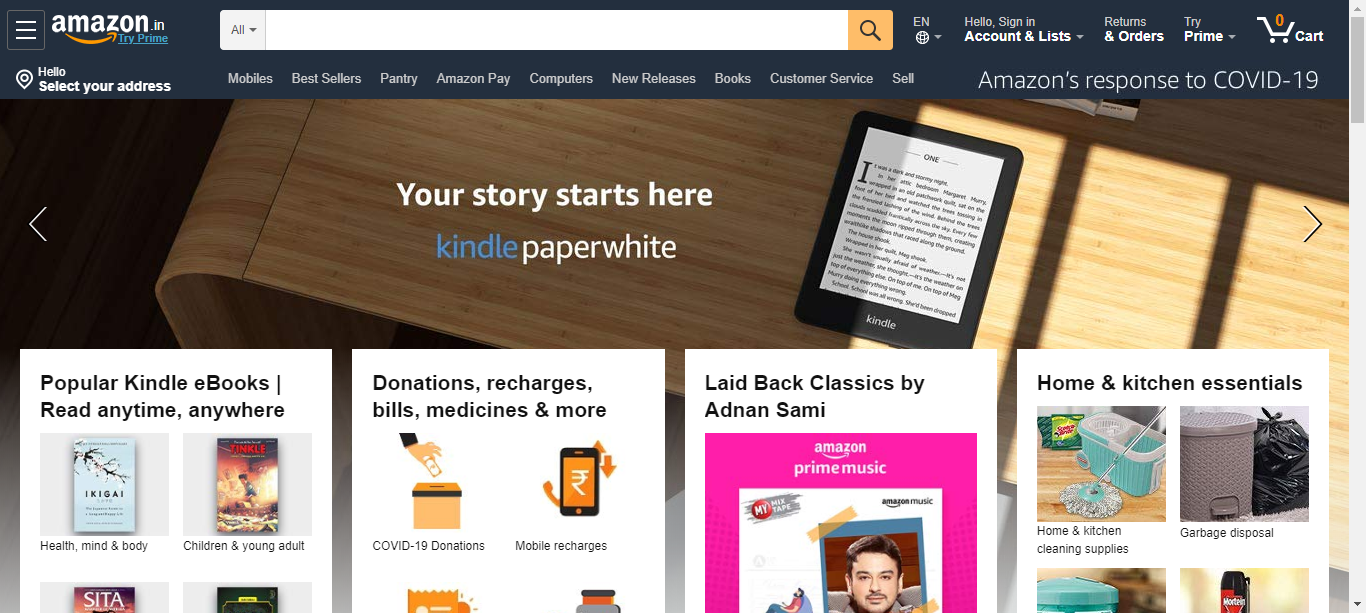 amazon.in
Try Prime
All
EN
Hello, Sign in
Account & Lists
Returns
& Orders
Try
Prime
0
Cart
Hello
Select your address
Mobiles
Best Sellers
Pantry
Amazon Pay
Computers
New Releases
Books
Customer Service
Sell
Amazon's response to COVID-19
Your story starts here
kindle paperwhite
ONE
It was a dark and stormy night.
In her attic bedroom Margaret Murry,
wrapped in an old patchwork quilt, sat on the
foot of her bed and watched the trees tossing in
the frenzied lashing of the wind. Behind the trees
clouds scudded frantically across the sky. Every few
moments the moon ripped through them, creating
wraithlike shadows that raced along the ground.
The house shook.
Wrapped in her quilt, Meg shook.
She wasn't usually afraid of weather.—It's not
just the weather, she thought.—It's the weather on
top of everything else. On top of me. On top of Meg
Murry doing everything wrong.
School. School was all wrong. She'd been dropped
kindle
Popular Kindle eBooks |
Read anytime, anywhere
IKIGAI
Health, mind & body
TINKLE
Children & young adult
SITA
Donations, recharges,
bills, medicines & more
₹
COVID-19 Donations
Mobile recharges
Laid Back Classics by
Adnan Sami
amazon
prime music
MY MIX
TAPE
amazon music
Home & kitchen essentials
Scotch
Brite
Home & kitchen
cleaning supplies
Garbage disposal
Mortein